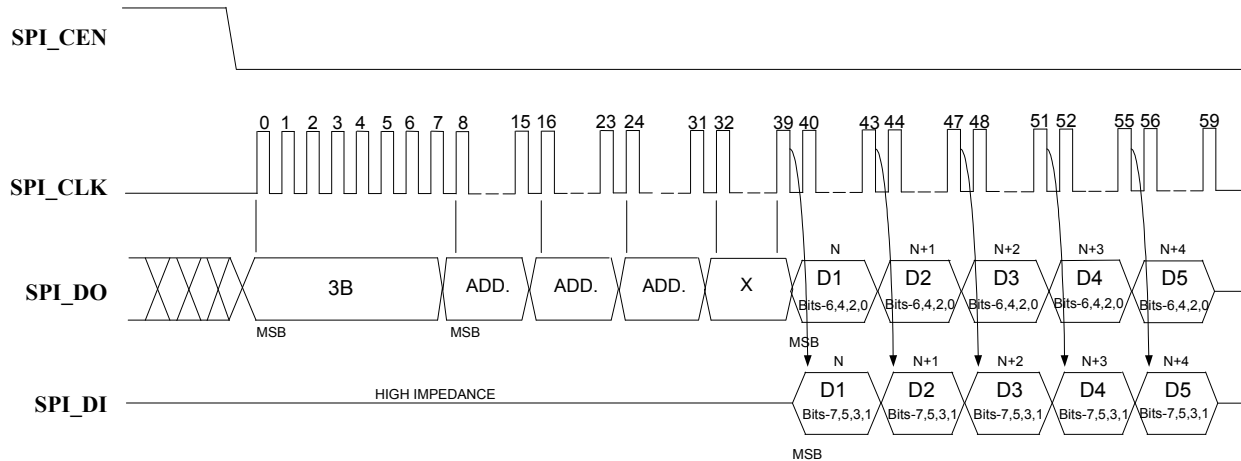 SPI_CEN
0 1 2 3 4 5 6 7 8 15 16 23 24 31 32 39 40 43 44 47 48 51 52 55 56 59
SPI_CLK
N N+1 N+2 N+3 N+4
SPI_DO 3B ADD. ADD. ADD. X D1 D2 D3 D4 D5
Bits-6,4,2,0 Bits-6,4,2,0 Bits-6,4,2,0 Bits-6,4,2,0 Bits-6,4,2,0
MSB MSB MSB
N N+1 N+2 N+3 N+4
HIGH IMPEDANCE
SPI_DI D1 D2 D3 D4 D5
Bits-7,5,3,1 Bits-7,5,3,1 Bits-7,5,3,1 Bits-7,5,3,1 Bits-7,5,3,1
MSB